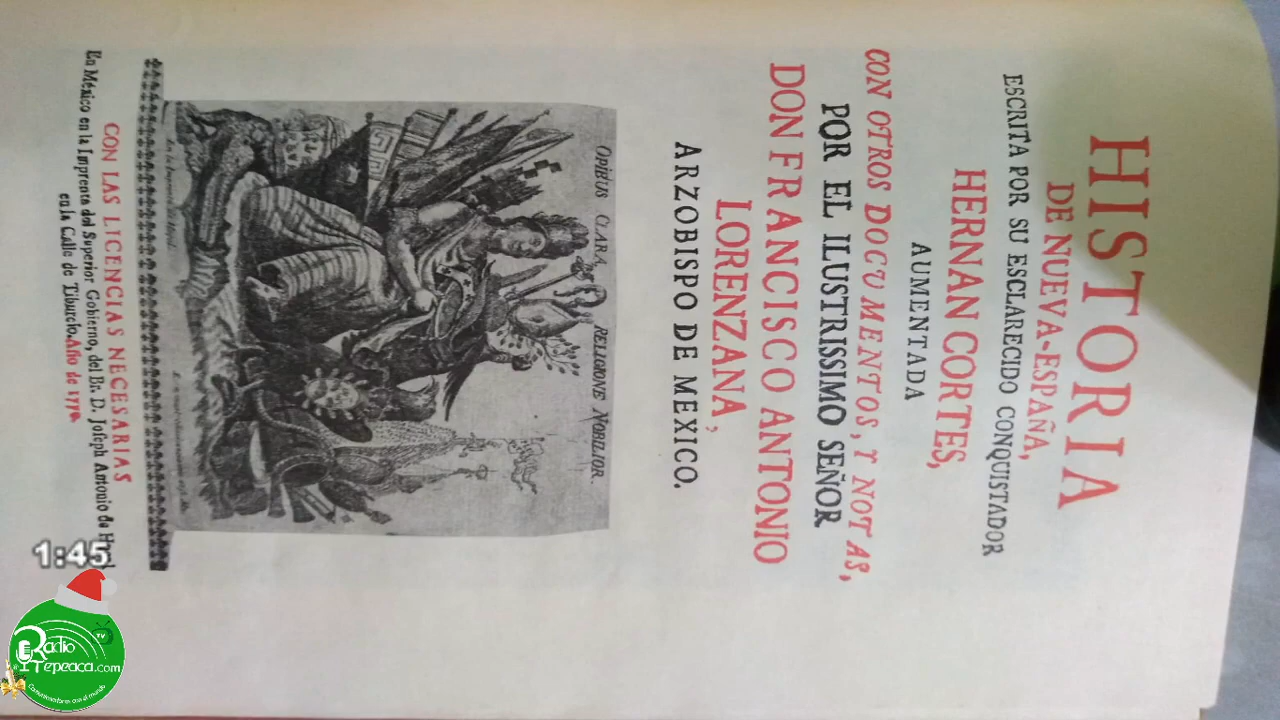 HISTORIA
DE NUEVA-ESPAÑA,
ESCRITA POR SU ESCLARECIDO CONQUISTADOR
HERNAN CORTES,
AUMENTADA
CON OTROS DOCUMENTOS, Y NOTAS,
POR EL ILUSTRISSIMO SEÑOR
DON FRANCISCO ANTONIO
LORENZANA,
ARZOBISPO DE MEXICO.
OPIBUS CLARA, RELIGIONE NOBILIOR.
CON LAS LICENCIAS NECESARIAS
En México en la Imprenta del Superior Gobierno, del Br. D. Joseph Antonio de
en la Calle de Tiburcio. Año de 1770.
1:45
Radio TV
Tepeaca.com